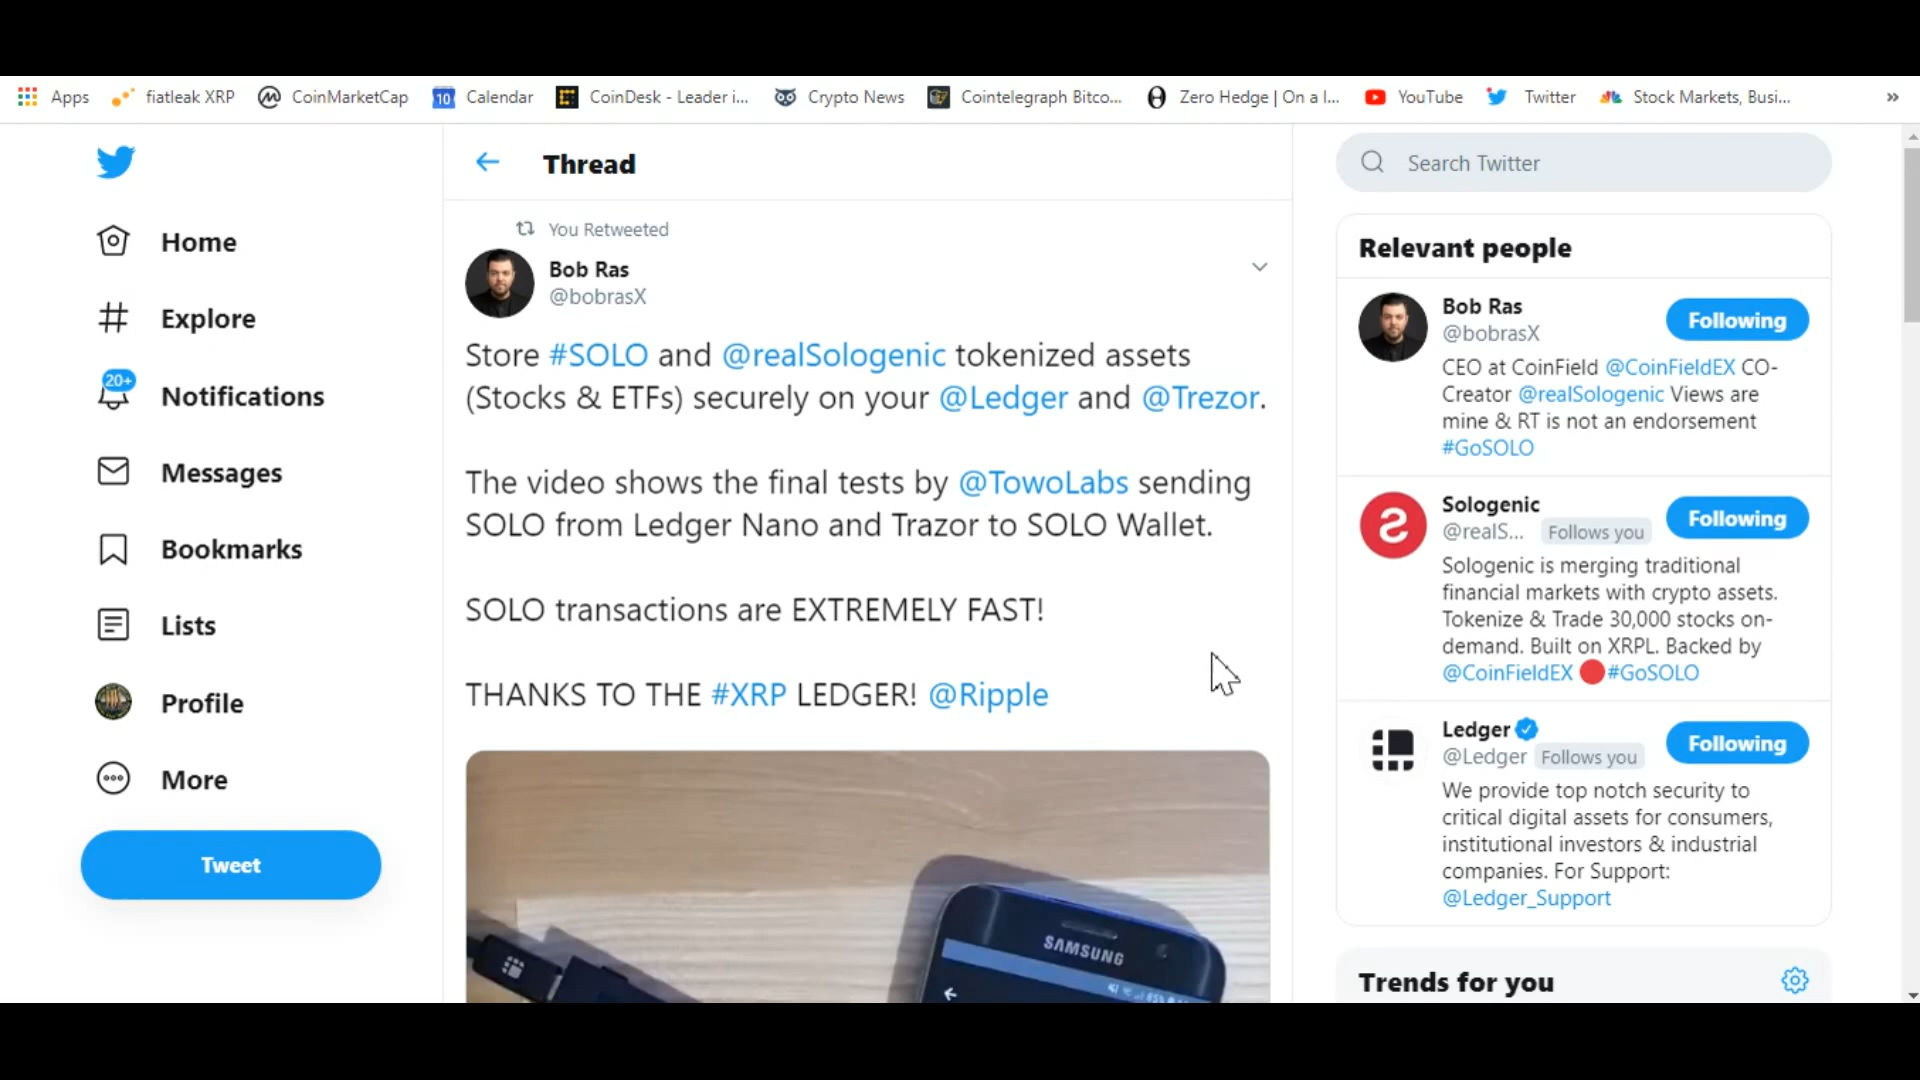 Apps fiatleak XRP CoinMarketCap 10 Calendar CoinDesk - Leader i... Crypto News Cointelegraph Bitco... Zero Hedge | On a l... YouTube Twitter Stock Markets, Busi... »
Home
Explore
20+
Notifications
Messages
Bookmarks
Lists
Profile
More
Tweet
Thread
You Retweeted
Bob Ras
@bobrasX
Store #SOLO and @realSologenic tokenized assets
(Stocks & ETFs) securely on your @Ledger and @Trezor.
The video shows the final tests by @TowoLabs sending
SOLO from Ledger Nano and Trazor to SOLO Wallet.
SOLO transactions are EXTREMELY FAST!
THANKS TO THE #XRP LEDGER! @Ripple
SAMSUNG
Search Twitter
Relevant people
Bob Ras
@bobrasX
Following
CEO at CoinField @CoinFieldEX CO-
Creator @realSologenic Views are
mine & RT is not an endorsement
#GoSOLO
Sologenic
@realS... Follows you
Following
Sologenic is merging traditional
financial markets with crypto assets.
Tokenize & Trade 30,000 stocks on-
demand. Built on XRPL. Backed by
@CoinFieldEX 🔴#GoSOLO
Ledger
@Ledger Follows you
Following
We provide top notch security to
critical digital assets for consumers,
institutional investors & industrial
companies. For Support:
@Ledger_Support
Trends for you